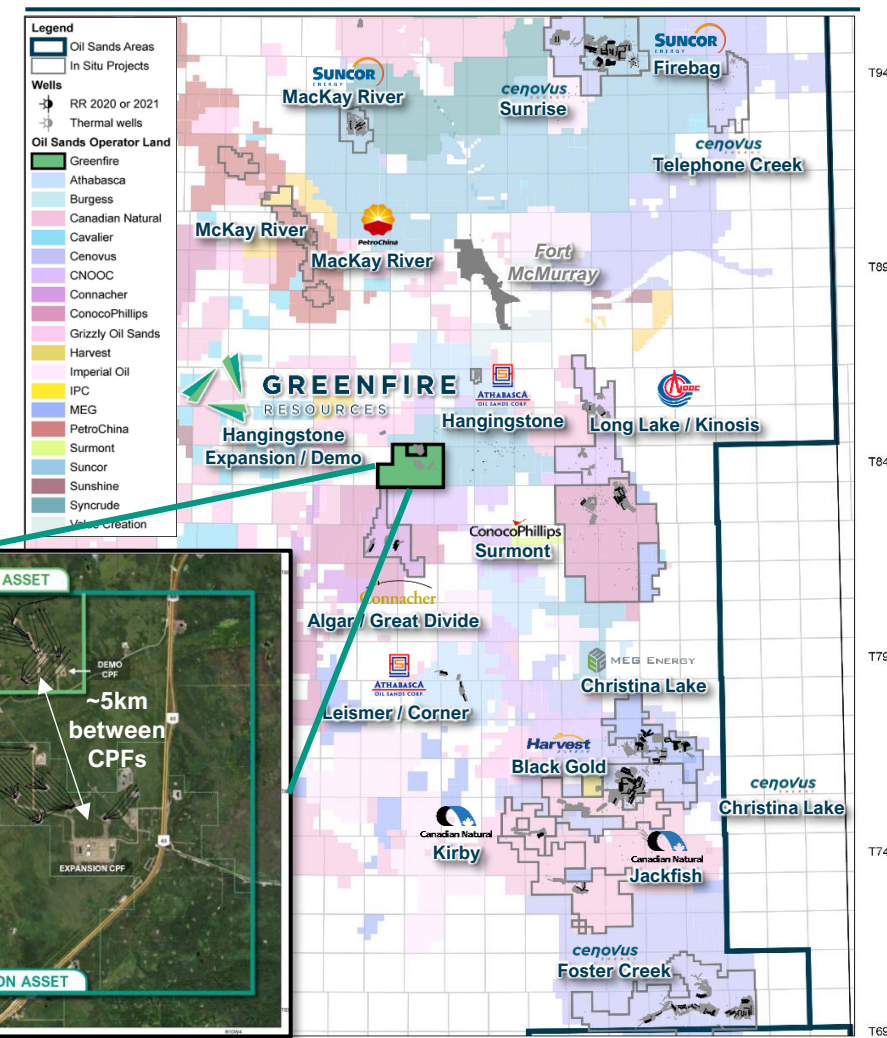 Legend
Oil Sands Areas
In Situ Projects
Wells
RR 2020 or 2021
Thermal wells
Oil Sands Operator Land
Greenfire
Athabasca
Burgess
Canadian Natural
Cavalier
Cenovus
CNOOC
Connacher
ConocoPhillips
Grizzly Oil Sands
Harvest
Imperial Oil
IPC
MEG
PetroChina
Surmont
Suncor
Sunshine
Syncrude
Value Creation
SUNCOR
ENERGY
MacKay River
cenovus
ENERGY
Sunrise
SUNCOR
ENERGY
Firebag
T94
cenovus
ENERGY
Telephone Creek
McKay River
PetroChina
MacKay River
Fort
McMurray
T89
GREENFIRE
RESOURCES
Hangingstone
Expansion / Demo
ATHABASCA
OIL SANDS CORP.
Hangingstone
Long Lake / Kinosis
T84
ConocoPhillips
Surmont
Connacher
Algar / Great Divide
ATHABASCA
OIL SANDS CORP.
Leismer / Corner
MEG ENERGY
Christina Lake
T79
Harvest
Black Gold
cenovus
ENERGY
Christina Lake
Canadian Natural
Kirby
Canadian Natural
Jackfish
T74
cenovus
ENERGY
Foster Creek
T69
ASSET
DEMO
CPF
~5km
between
CPFs
63
63
EXPANSION CPF
ON ASSET